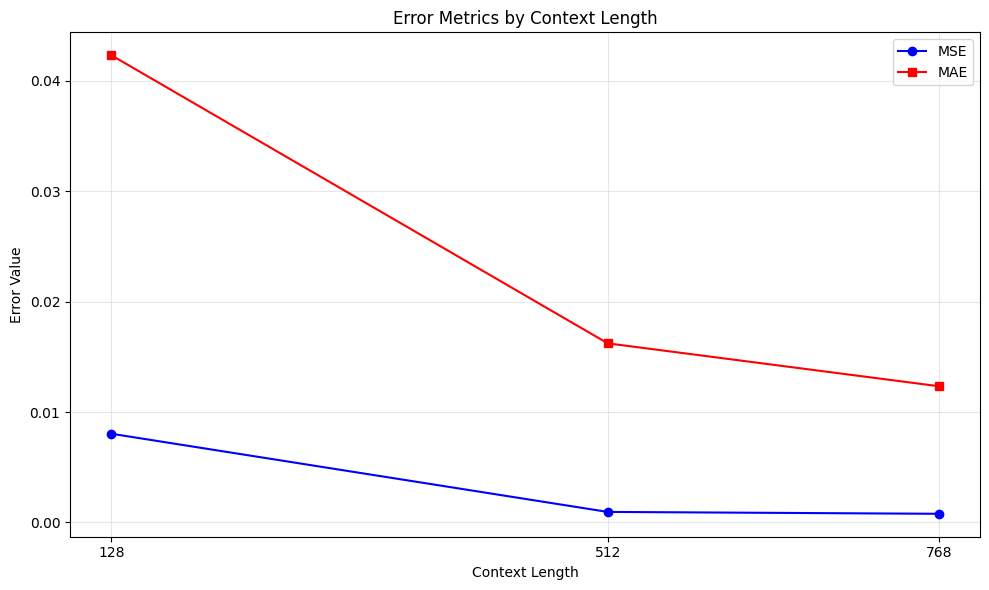 Error Metrics by Context Length
MSE
MAE
0.04
0.03
0.02
0.01
0.00
Error Value
128
512
768
Context Length